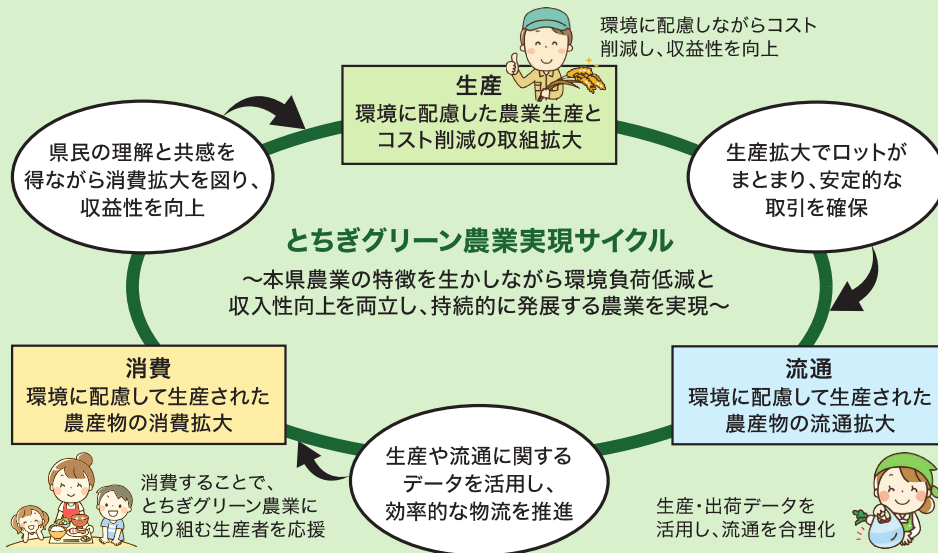 環境に配慮しながらコスト
削減し、収益性を向上
生産
環境に配慮した農業生産と
コスト削減の取組拡大
県民の理解と共感を
得ながら消費拡大を図り、
収益性を向上
生産拡大でロットが
まとまり、安定的な
取引を確保
とちぎグリーン農業実現サイクル
〜本県農業の特徴を生かしながら環境負荷低減と
収入性向上を両立し、持続的に発展する農業を実現〜
消費
環境に配慮して生産された
農産物の消費拡大
流通
環境に配慮して生産された
農産物の流通拡大
生産や流通に関する
データを活用し、
効率的な物流を推進
消費することで、
とちぎグリーン農業に
取り組む生産者を応援
生産・出荷データを
活用し、流通を合理化